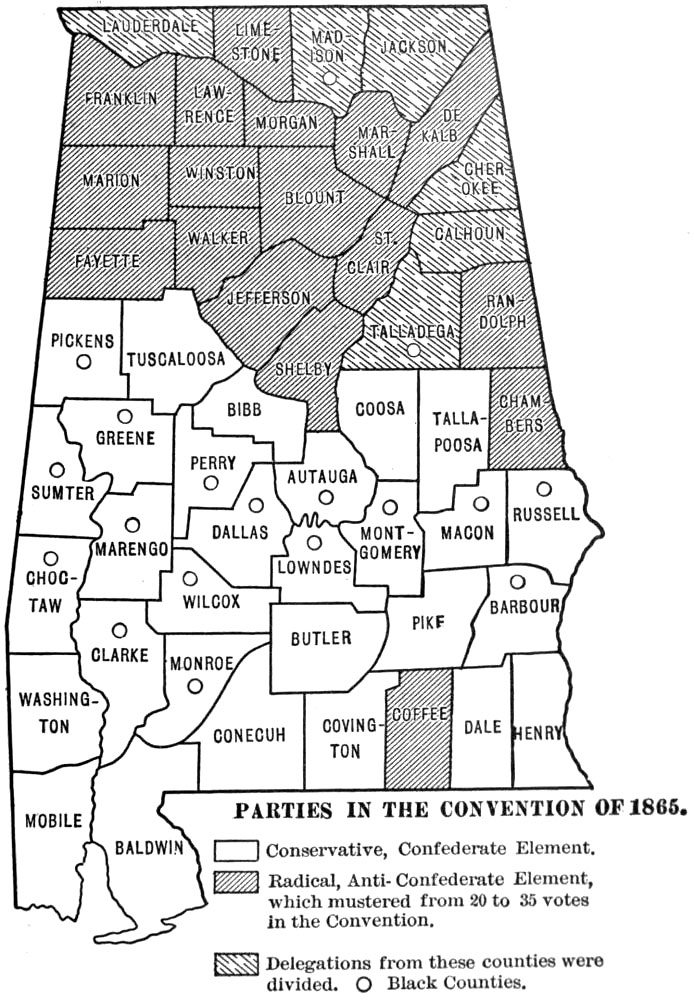 LAUDERDALE
LIME-
STONE
MAD-
ISON
JACKSON
FRANKLIN
LAW-
RENCE
MORGAN
MAR-
SHALL
DE
KALB
CHER-
OKEE
MARION
WINSTON
BLOUNT
WALKER
ST.
CLAIR
CALHOUN
FAYETTE
JEFFERSON
RAN-
DOLPH
TALLADEGA
SHELBY
PICKENS
TUSCALOOSA
BIBB
COOSA
TALLA-
POOSA
CHAM-
BERS
GREENE
PERRY
AUTAUGA
SUMTER
DALLAS
MONT-
GOMERY
MACON
RUSSELL
MARENGO
LOWNDES
CHOC-
TAW
WILCOX
BARBOUR
CLARKE
BUTLER
PIKE
MONROE
WASHING-
TON
CONECUH
COVING-
TON
COFFEE
DALE
HENRY
MOBILE
BALDWIN
PARTIES IN THE CONVENTION OF 1865.
Conservative, Confederate Element.
Radical, Anti-Confederate Element,
which mustered from 20 to 35 votes
in the Convention.
Delegations from these counties were
divided. O Black Counties.